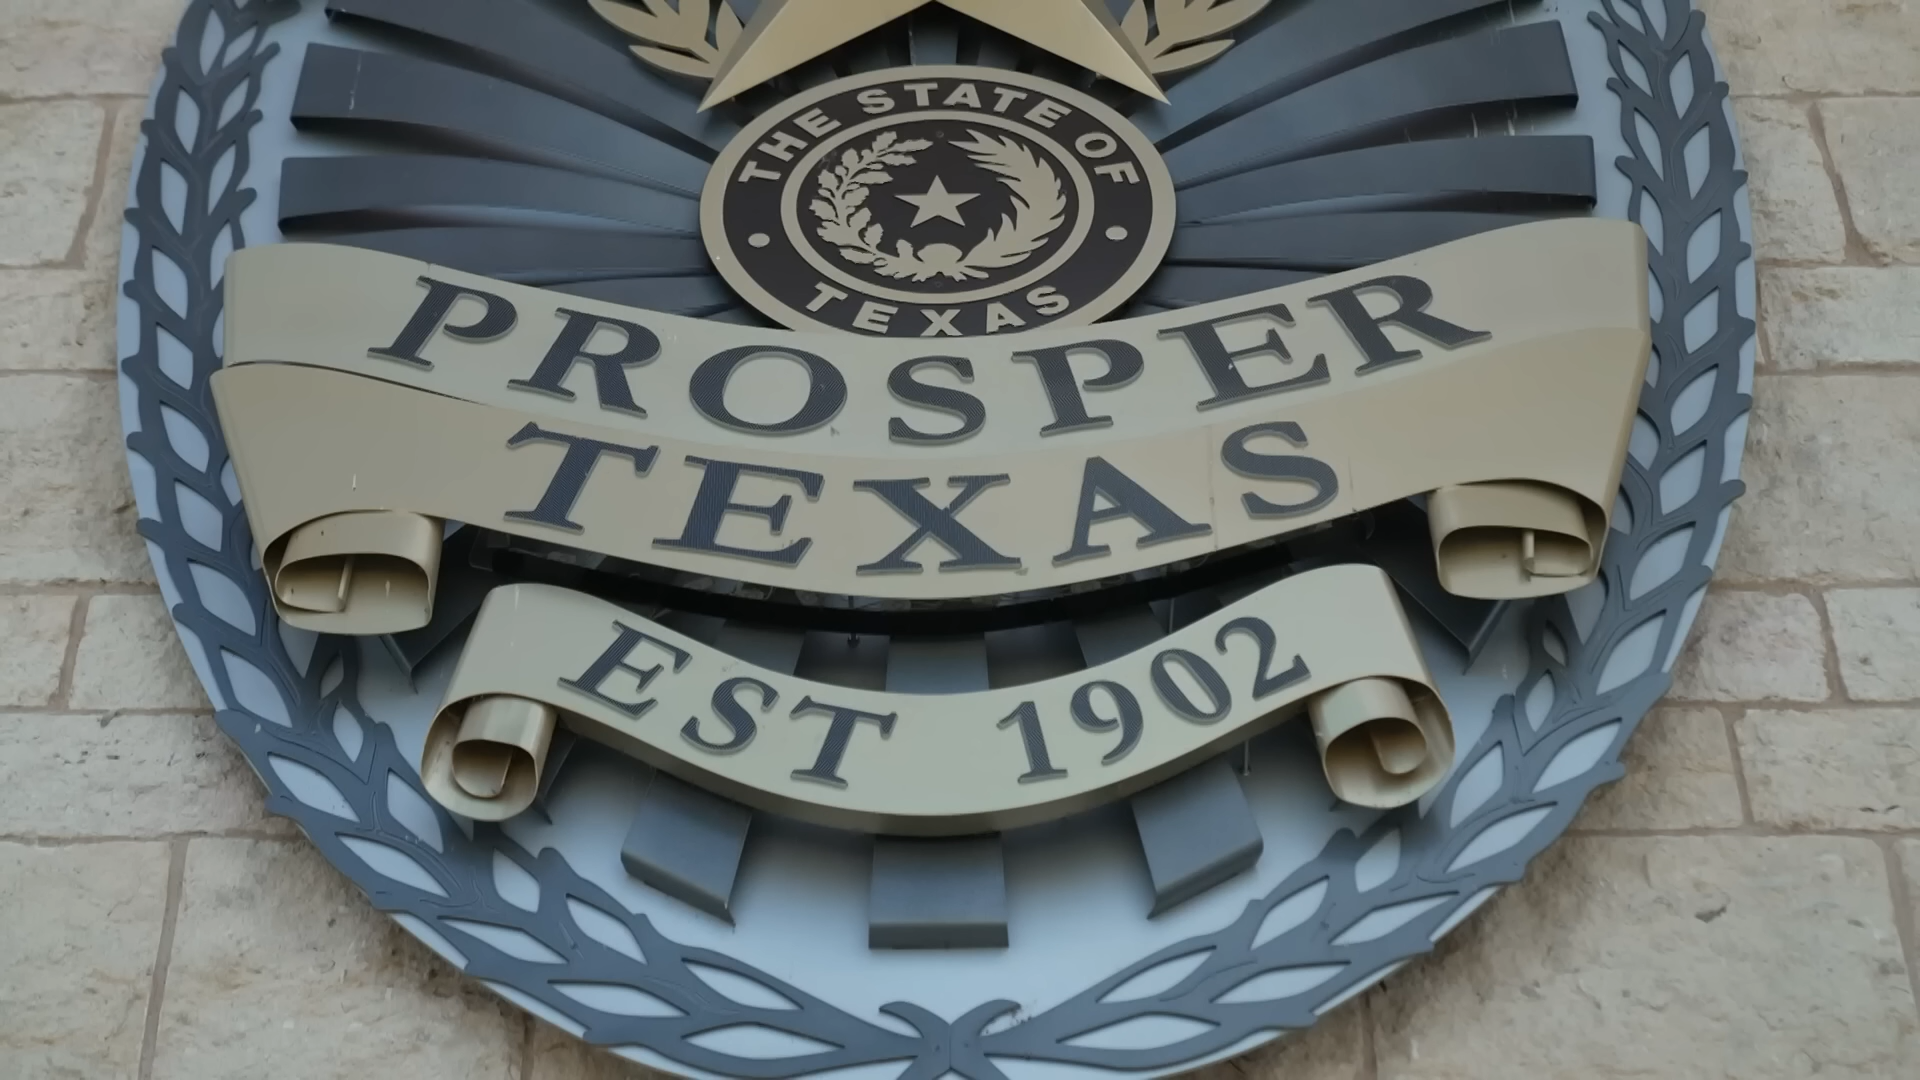 THE STATE OF
TEXAS
PROSPER
TEXAS
EST 1902